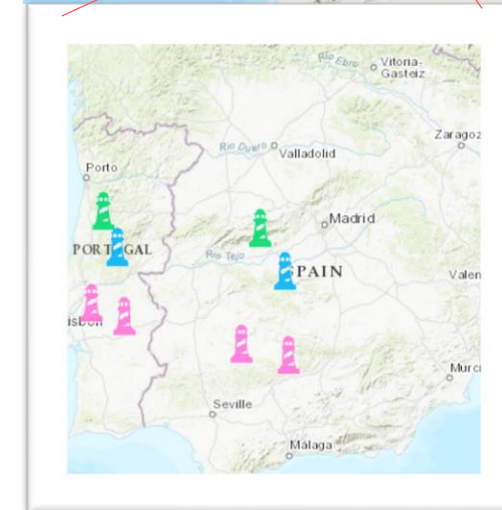 Rio Ebro
Vitoria-
Gasteiz
Zaragoz
Rio Duero
Valladolid
Porto
Madrid
PORT GAL
Rio Tejo
PAIN
Valen
isbon
Murci
Seville
Málaga